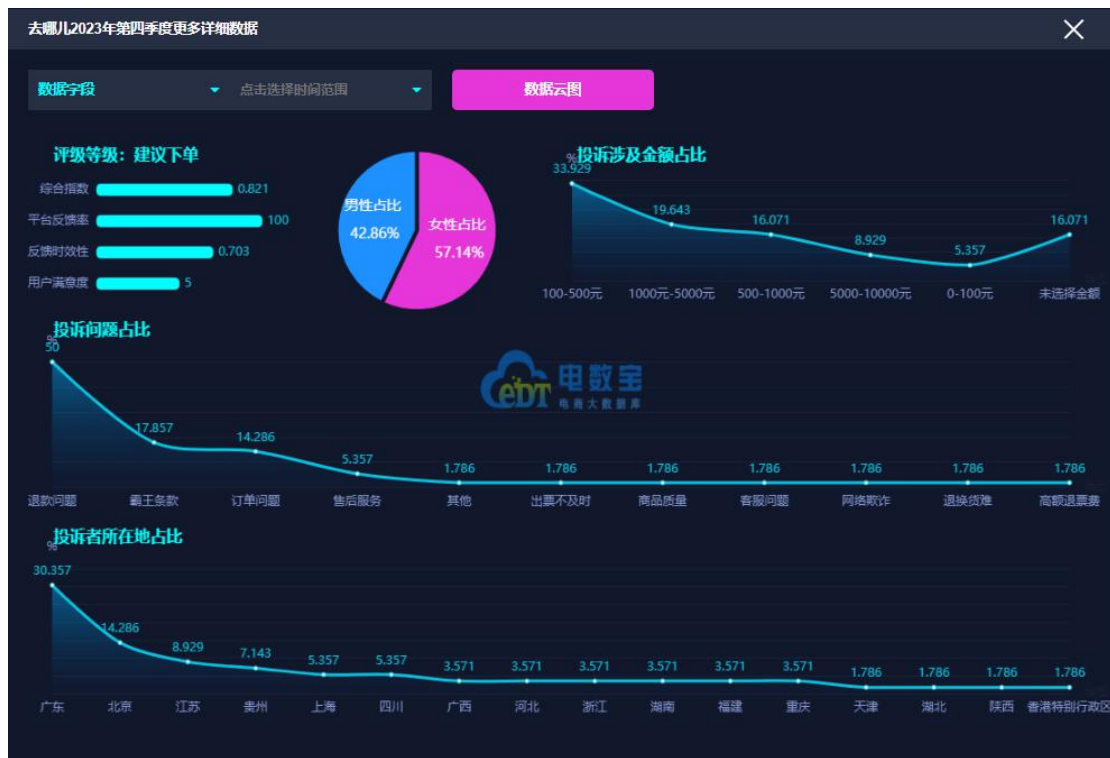 去哪儿2023年第四季度更多详细数据
数据字段
点击选择时间范围
数据云图
评级等级：建议下单
综合指数 0.821
平台反馈率 100
反馈时效性 0.703
用户满意度 5
男性占比
42.86%
女性占比
57.14%
投诉涉及金额占比
%
33.929 19.643 16.071 8.929 5.357 16.071
100-500元 1000元-5000元 500-1000元 5000-10000元 0-100元 未选择金额
投诉问题占比
%
50 17.857 14.286 5.357 1.786 1.786 1.786 1.786 1.786 1.786 1.786
退款问题 霸王条款 订单问题 售后服务 其他 出票不及时 商品质量 客服问题 网络欺诈 退换货难 高额退票费
eDT 电数宝
电商大数据库
投诉者所在地占比
%
30.357 14.286 8.929 7.143 5.357 5.357 3.571 3.571 3.571 3.571 3.571 3.571 1.786 1.786 1.786 1.786
广东 北京 江苏 贵州 上海 四川 广西 河北 浙江 湖南 福建 重庆 天津 湖北 陕西 香港特别行政区